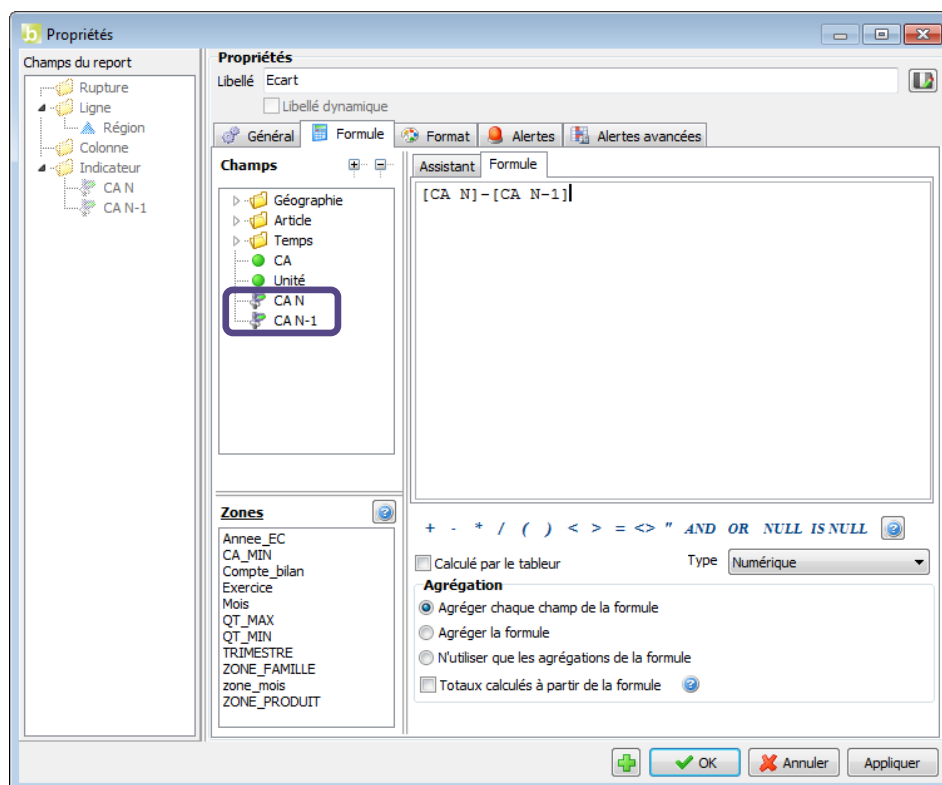 Propriétés
Champs du report
Rupture
Ligne
Région
Colonne
Indicateur
CA N
CA N-1
Propriétés
Libellé Ecart
Libellé dynamique
Général Formule Format Alertes Alertes avancées
Champs
Géographie
Article
Temps
CA
Unité
CA N
CA N-1
Assistant Formule
[CA N]-[CA N-1]
Zones
Annee_EC
CA_MIN
Compte_bilan
Exercice
Mois
QT_MAX
QT_MIN
TRIMESTRE
ZONE_FAMILLE
zone_mois
ZONE_PRODUIT
+ - * / ( ) < > = <> " AND OR NULL IS NULL
Calculé par le tableur Type Numérique
Agrégation
Agréger chaque champ de la formule
Agréger la formule
N'utiliser que les agrégations de la formule
Totaux calculés à partir de la formule
OK Annuler Appliquer